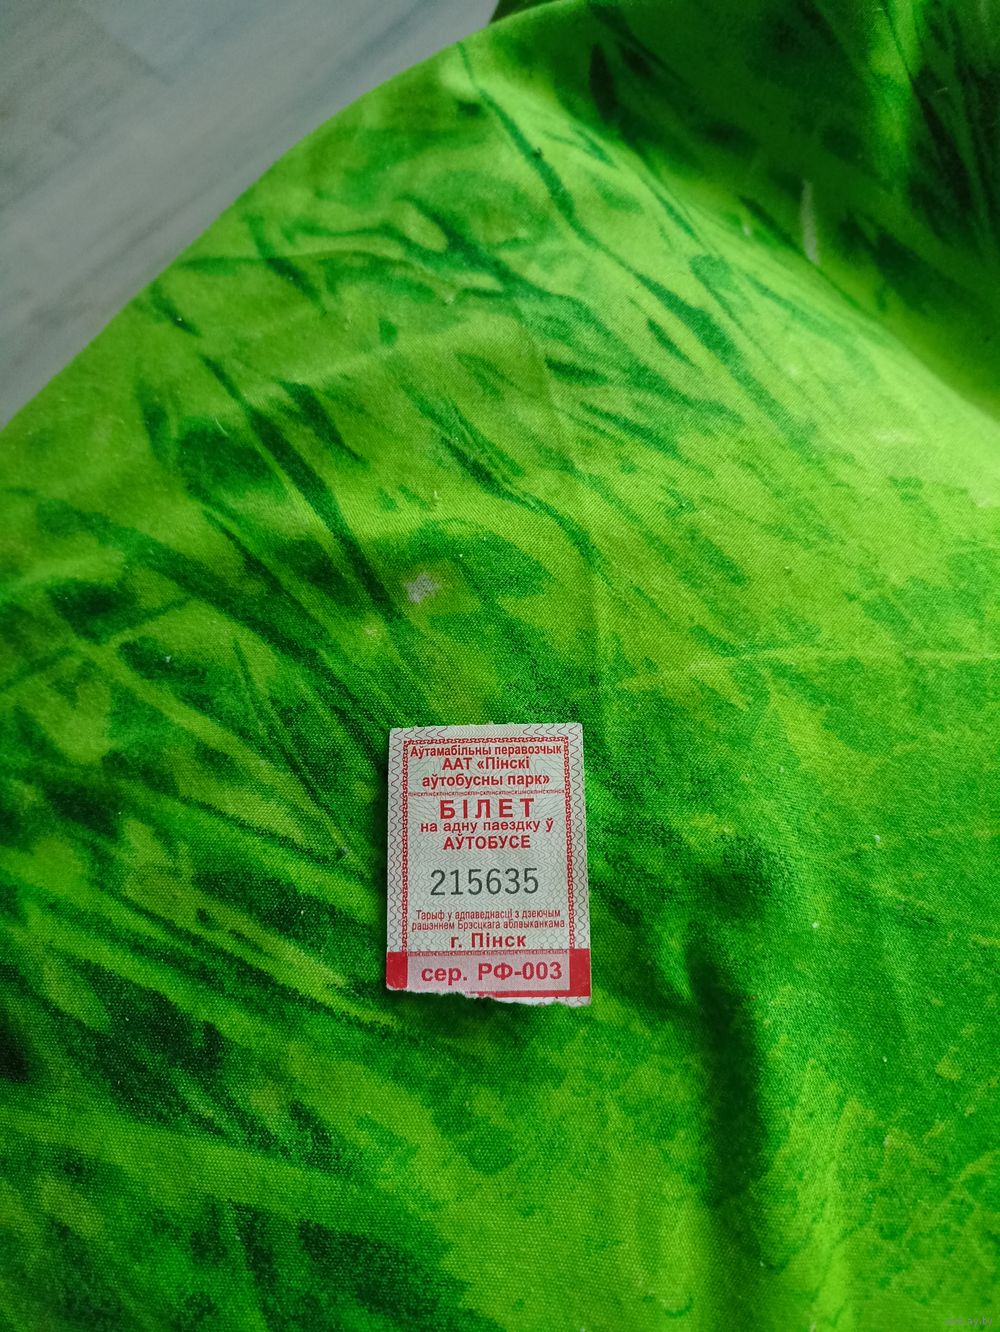 Аўтамабільны перавозчык
ААТ «Пінскі
аўтобусны парк»
БІЛЕТ
на адну паездку ў
АЎТОБУСЕ
215635
Тарыф у адпаведнасці з дзеючым
рашэннем Брэсцкага аблвыканкама
г. Пінск
сер. РФ-003